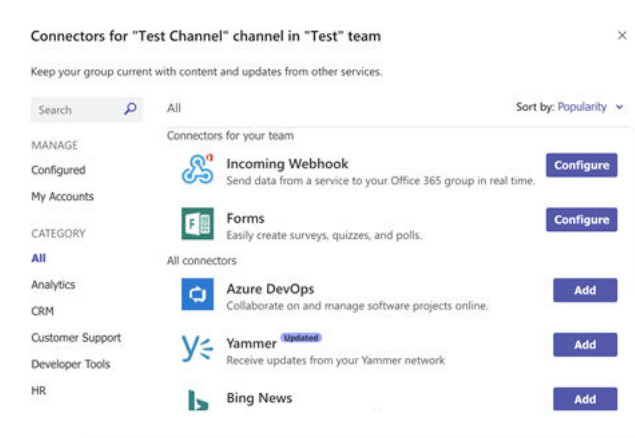 Connectors for "Test Channel" channel in "Test" team
Keep your group current with content and updates from other services.
Search
All
Sort by: Popularity
MANAGE
Configured
My Accounts
CATEGORY
All
Analytics
CRM
Customer Support
Developer Tools
HR
Connectors for your team
Incoming Webhook
Configure
Send data from a service to your Office 365 group in real time.
Forms
Configure
Easily create surveys, quizzes, and polls.
All connectors
Azure DevOps
Add
Collaborate on and manage software projects online.
Yammer Updated
Add
Receive updates from your Yammer network
Bing News
Add